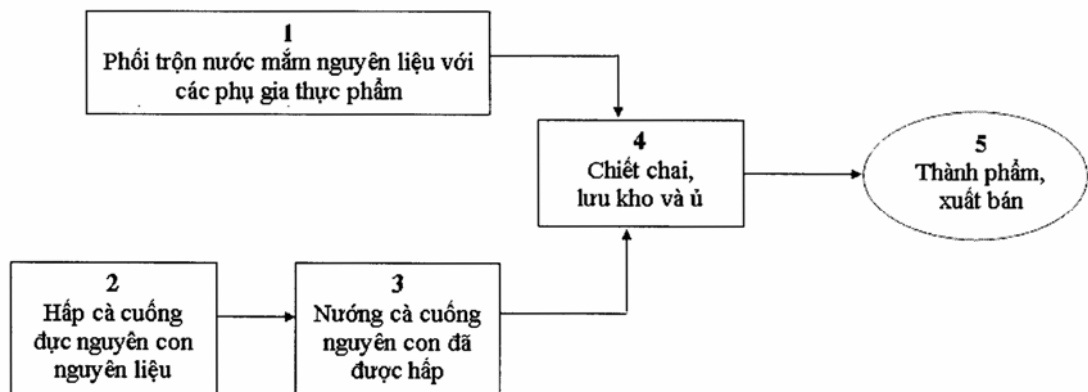 1
Phối trộn nước mắm nguyên liệu với
các phụ gia thực phẩm
4
Chiết chai,
lưu kho và ủ
5
Thành phẩm,
xuất bán
2
Hấp cà cuống
đực nguyên con
nguyên liệu
3
Nướng cà cuống
nguyên con đã
được hấp